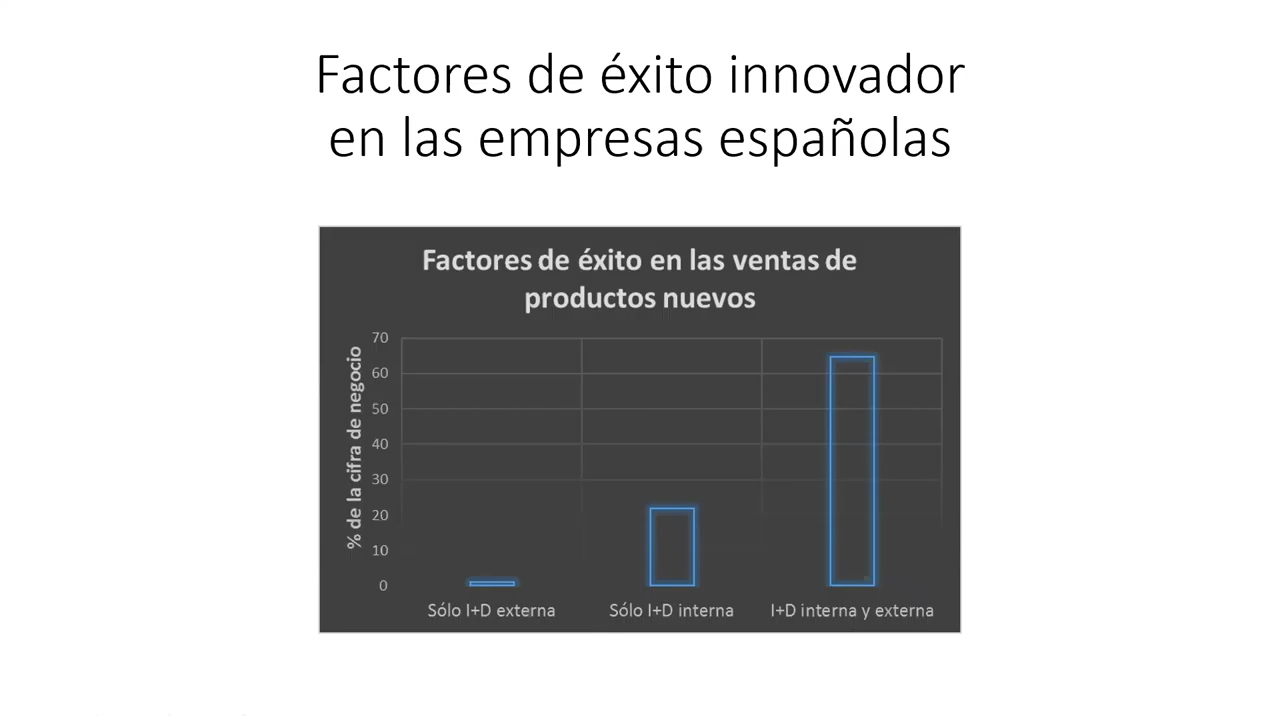 Factores de éxito innovador
en las empresas españolas
Factores de éxito en las ventas de
productos nuevos
% de la cifra de negocio
70
60
50
40
30
20
10
0
Sólo I+D externa
Sólo I+D interna
I+D interna y externa